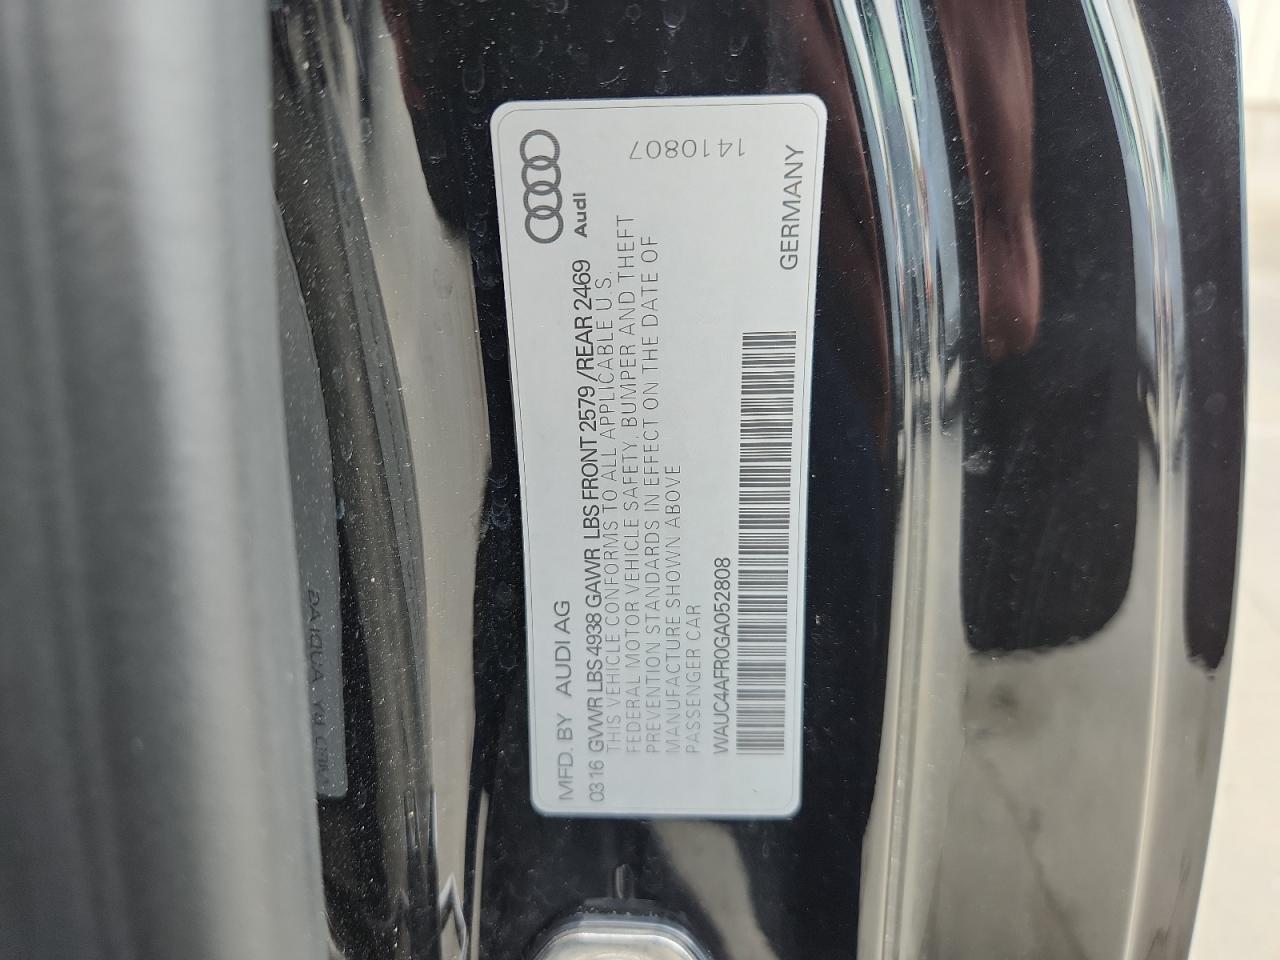 Audi
MFD. BY AUDI AG
03 16 GVWR LBS 4938 GAWR LBS FRONT 2579 /REAR 2469
THIS VEHICLE CONFORMS TO ALL APPLICABLE U.S.
FEDERAL MOTOR VEHICLE SAFETY, BUMPER AND THEFT
PREVENTION STANDARDS IN EFFECT ON THE DATE OF
MANUFACTURE SHOWN ABOVE
PASSENGER CAR
WAUC4AFR0GA052808
GERMANY
1410807